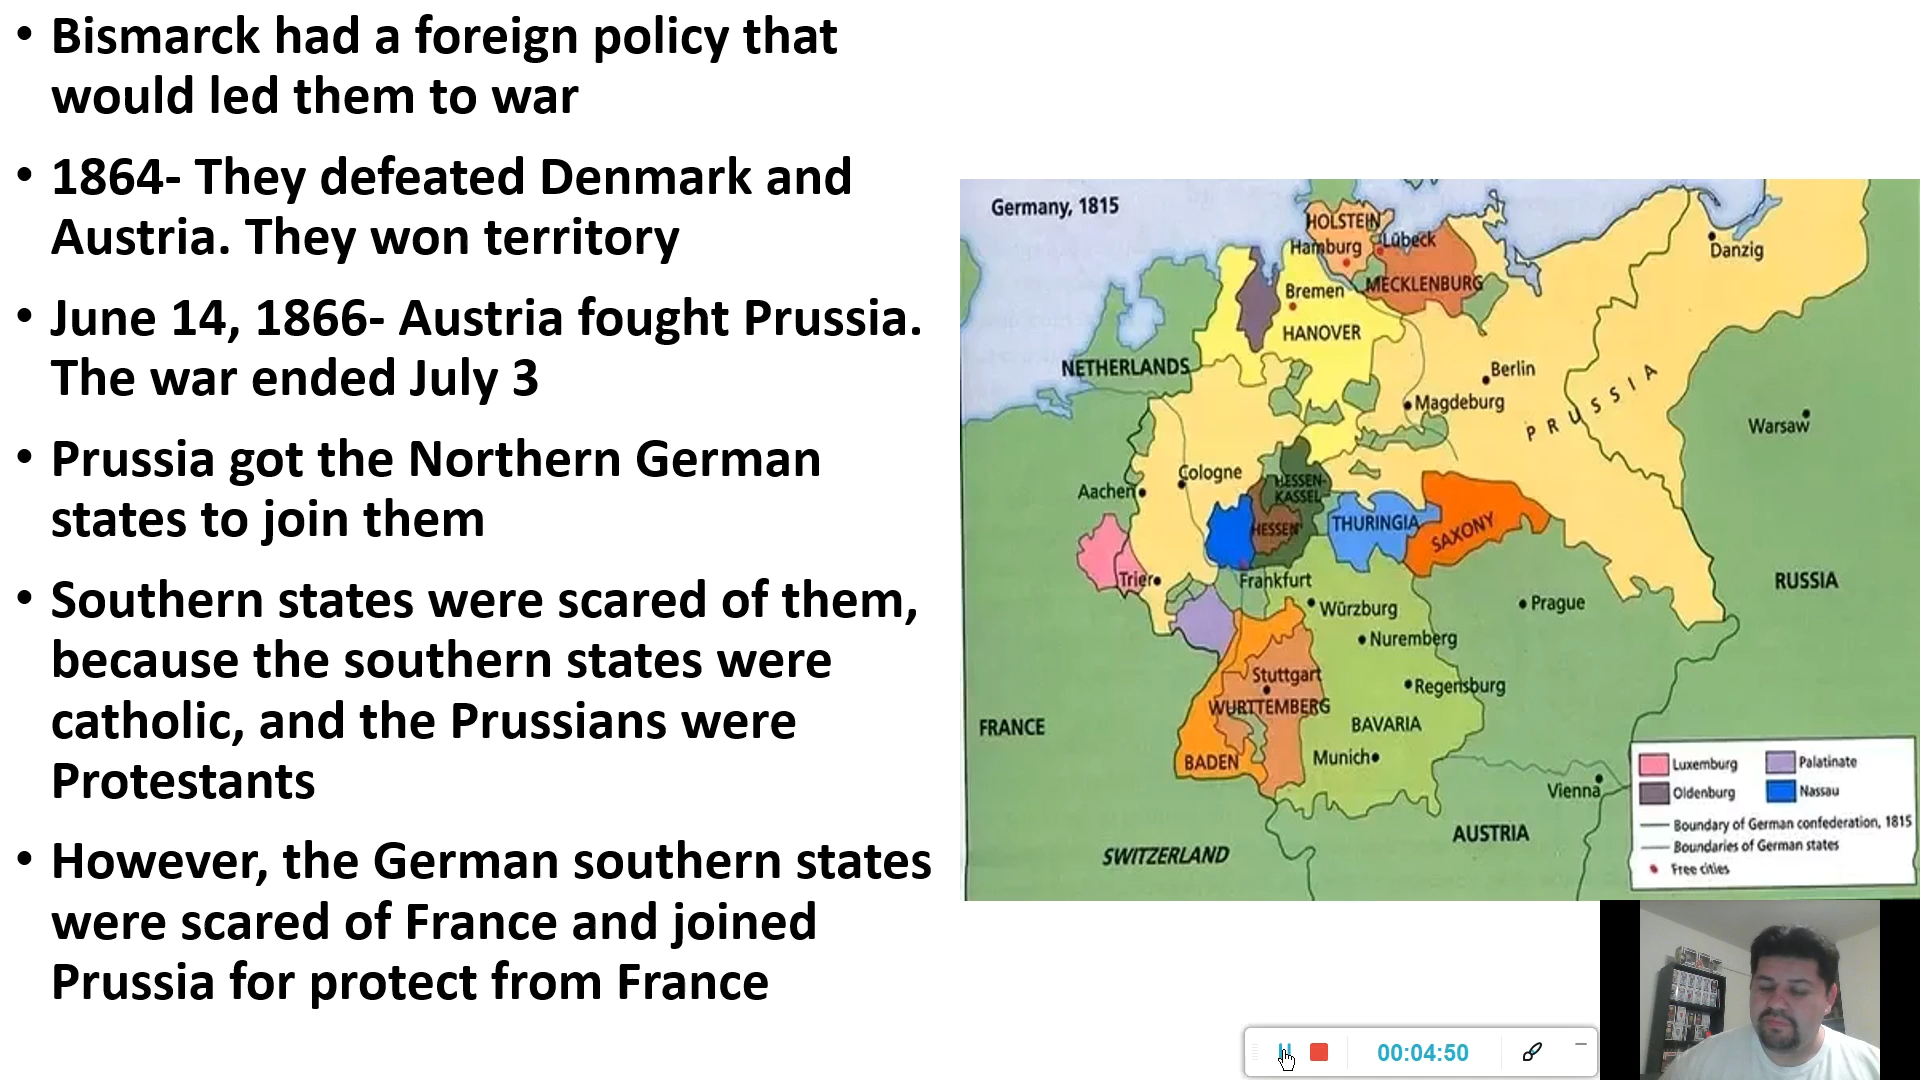 • Bismarck had a foreign policy that
would led them to war
• 1864- They defeated Denmark and
Austria. They won territory
• June 14, 1866- Austria fought Prussia.
The war ended July 3
• Prussia got the Northern German
states to join them
• Southern states were scared of them,
because the southern states were
catholic, and the Prussians were
Protestants
• However, the German southern states
were scared of France and joined
Prussia for protect from France
Germany, 1815
HOLSTEIN
Hamburg
Lübeck
Danzig
MECKLENBURG
Bremen
HANOVER
NETHERLANDS
Berlin
Magdeburg
PRUSSIA
Warsaw
Cologne
Aachen
HESSEN-
KASSEL
HESSEN
THURINGIA
SAXONY
Trier
Frankfurt
RUSSIA
Würzburg
Prague
Nuremberg
Stuttgart
Regensburg
WURTTEMBERG
FRANCE
BAVARIA
BADEN
Munich
Vienna
AUSTRIA
SWITZERLAND
Luxemburg
Palatinate
Oldenburg
Nassau
Boundary of German confederation, 1815
Boundaries of German states
Free cities
00:04:50